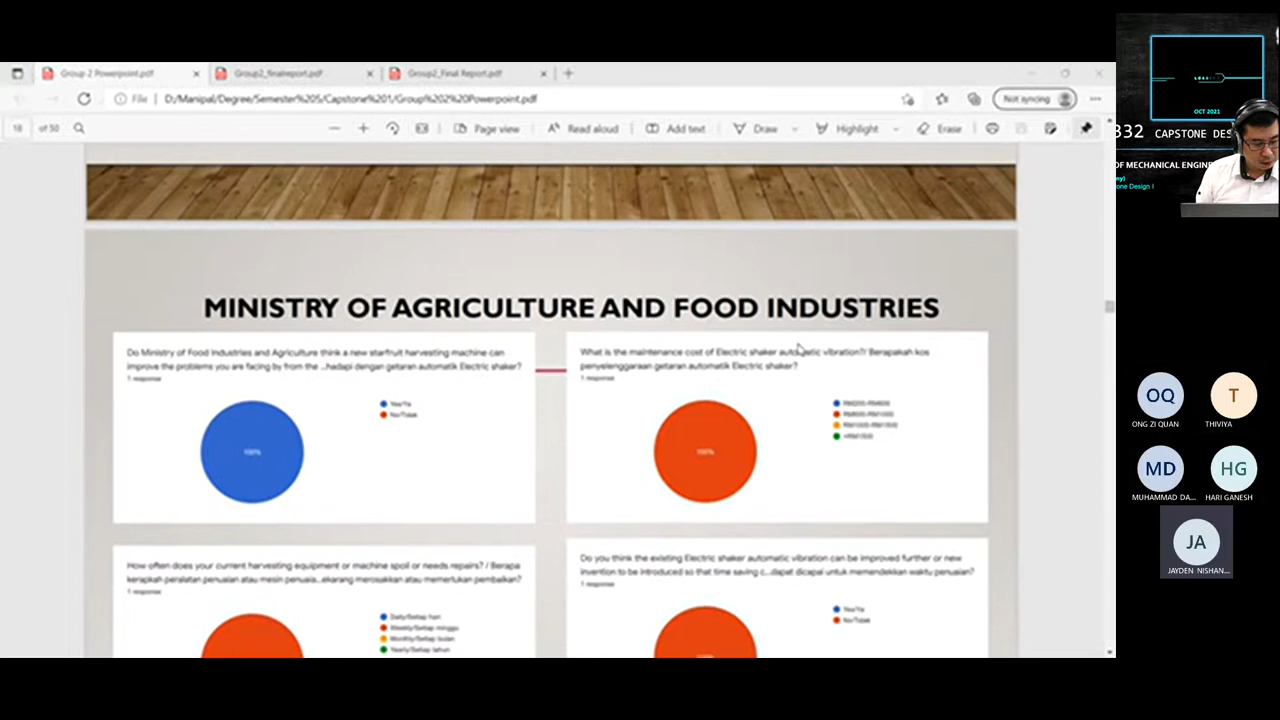 Group 2 Powerpoint.pdf
Group2_finalreport.pdf
Group2_Final Report.pdf
File
D:/Manipal/Degree/Semester%205/Capstone%201/Group%202%20Powerpoint.pdf
Not syncing
18 of 50
Page view
Read aloud
Add text
Draw
Highlight
Erase
MINISTRY OF AGRICULTURE AND FOOD INDUSTRIES
Do Ministry of Food Industries and Agriculture think a new starfruit harvesting machine can
improve the problems you are facing by from the ...hadapi dengan getaran automatik Electric shaker?
1 response
100%
Yes/Ya
No/Tidak
What is the maintenance cost of Electric shaker automatic vibration?/ Berapakah kos
penyelenggaraan getaran automatik Electric shaker?
1 response
100%
How often does your current harvesting equipment or machine spoil or needs repairs? / Berapa
kerapkah peralatan penuaian atau mesin penuaia...ekarang merosakkan atau memerlukan pembaikan?
1 response
Daily/Setiap hari
Weekly/Setiap minggu
Monthly/Setiap bulan
Yearly/Setiap tahun
Do you think the existing Electric shaker automatic vibration can be improved further or new
invention to be introduced so that time saving c...dapat dicapai untuk memendekkan waktu penuaian?
1 response
Yes/Ya
No/Tidak
OCT 2021
332 CAPSTONE DES
OF MECHANICAL ENGINE
OQ
ONG ZI QUAN
T
THIVIYA
MD
MUHAMMAD DA...
HG
HARI GANESH
JA
JAYDEN NISHAN...